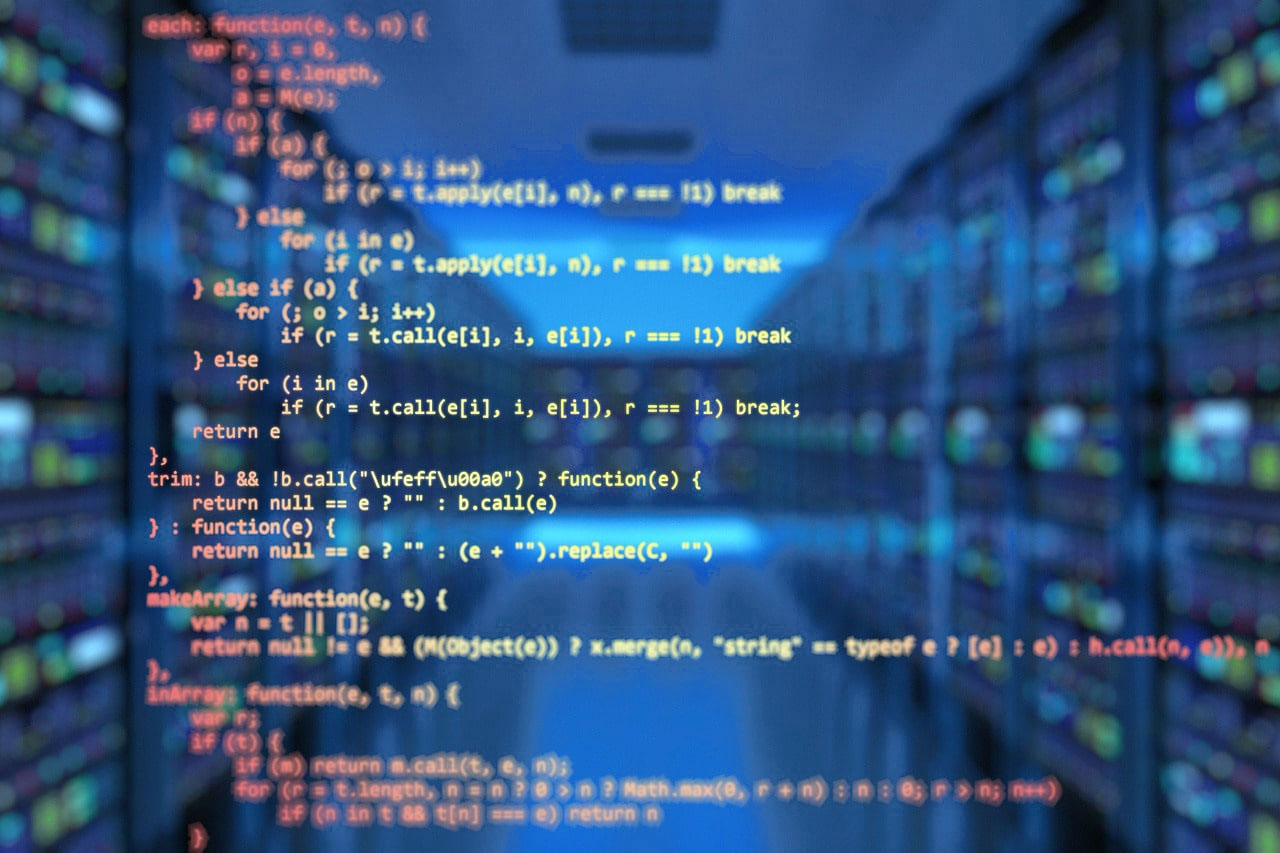 each: function(e, t, n) {
var r, i = 0,
o = e.length,
a = M(e);
if (n) {
if (a) {
for (; o > i; i++)
if (r = t.apply(e[i], n), r === !1) break
} else
for (i in e)
if (r = t.apply(e[i], n), r === !1) break
} else if (a) {
for (; o > i; i++)
if (r = t.call(e[i], i, e[i]), r === !1) break
} else
for (i in e)
if (r = t.call(e[i], i, e[i]), r === !1) break;
return e
},
trim: b && !b.call("\ufeff\u00a0") ? function(e) {
return null == e ? "" : b.call(e)
} : function(e) {
return null == e ? "" : (e + "").replace(C, "")
},
makeArray: function(e, t) {
var n = t || [];
return null != e && (M(Object(e)) ? x.merge(n, "string" == typeof e ? [e] : e) : h.call(n, e)), n
},
inArray: function(e, t, n) {
var r;
if (t) {
if (m) return m.call(t, e, n);
for (r = t.length, n = n ? 0 > n ? Math.max(0, r + n) : n : 0; r > n; n++)
if (n in t && t[n] === e) return n
}